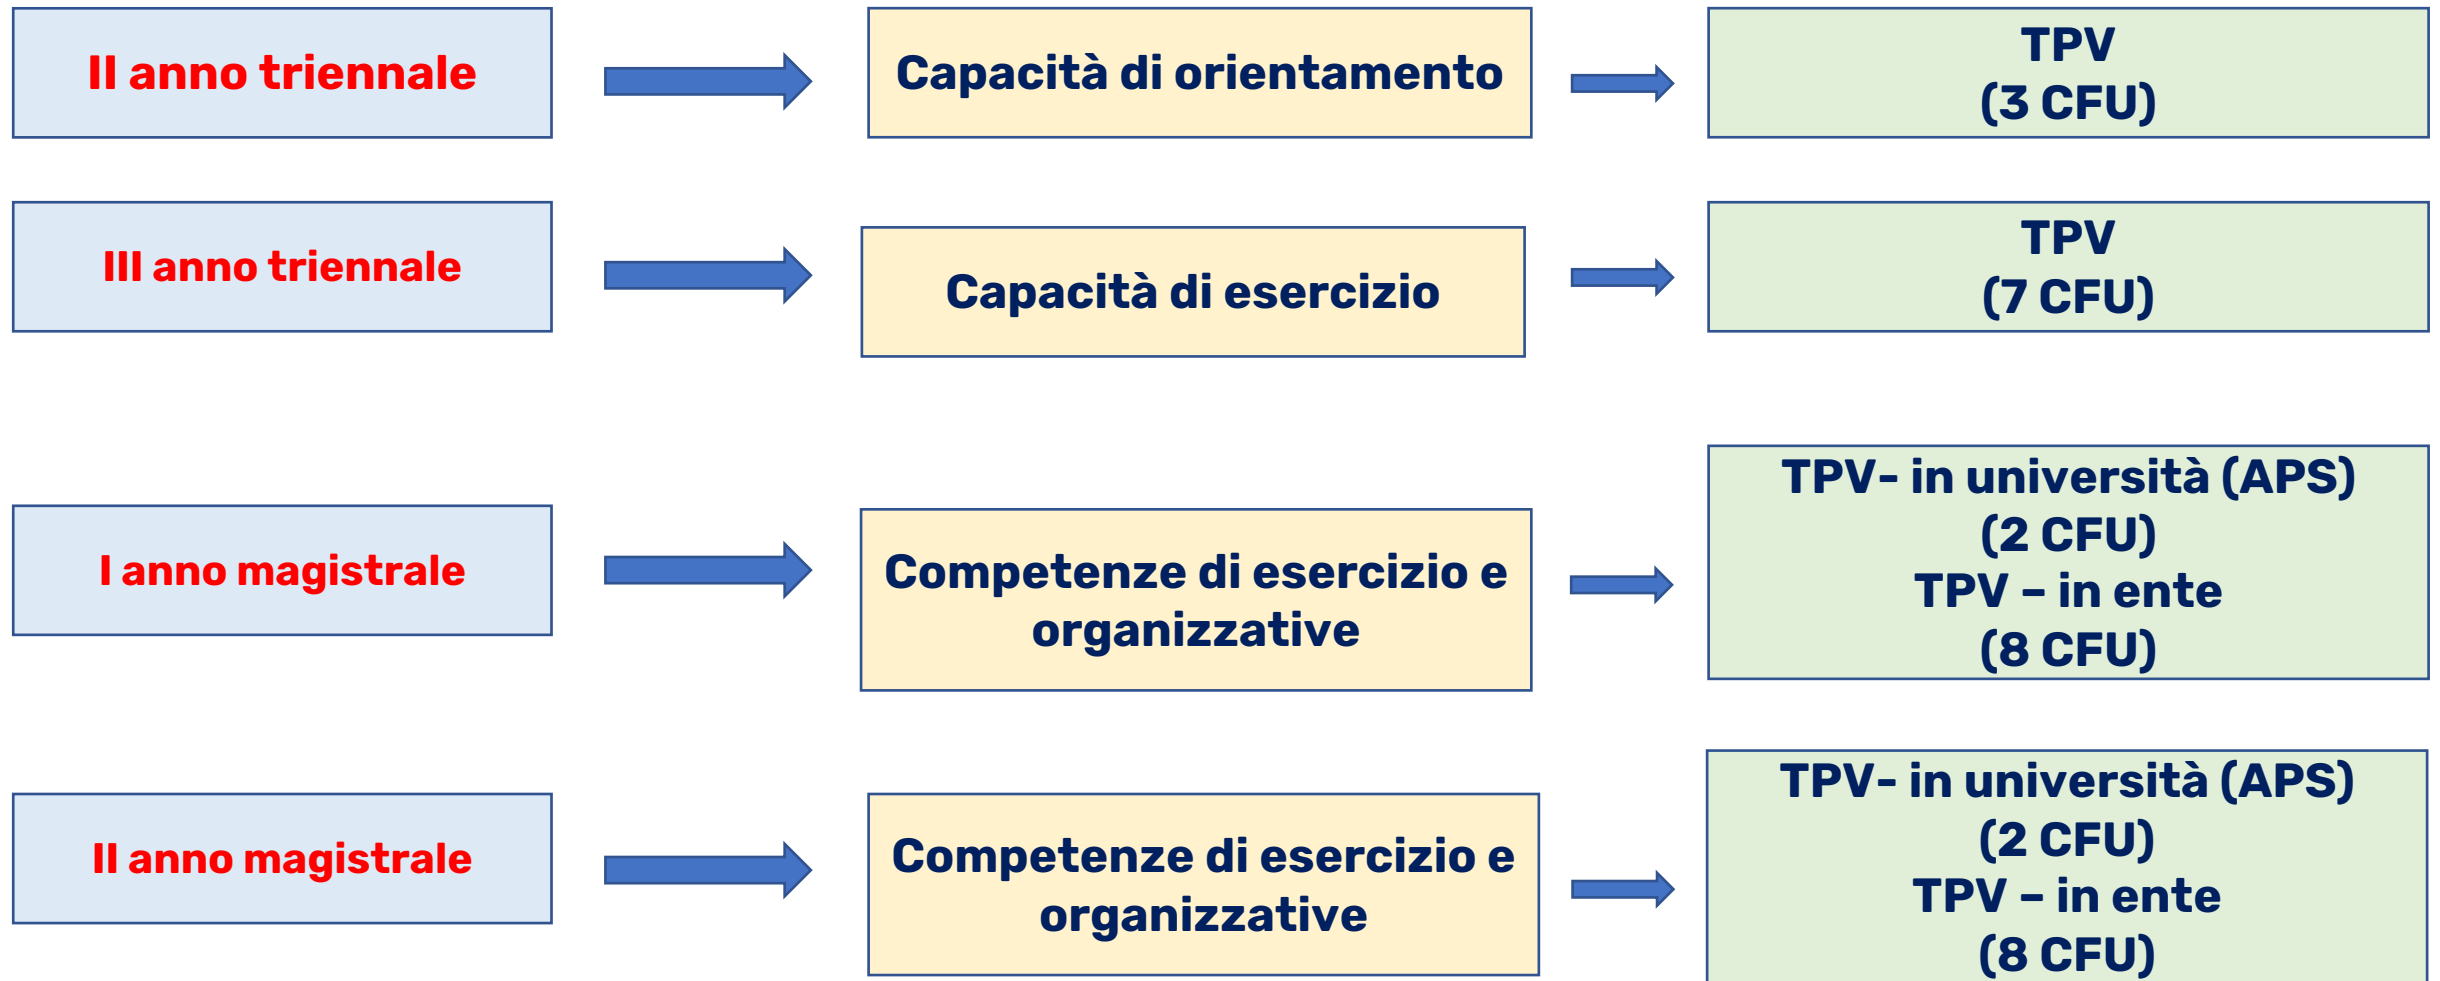 II anno triennale
Capacità di orientamento
TPV
(3 CFU)
III anno triennale
Capacità di esercizio
TPV
(7 CFU)
I anno magistrale
Competenze di esercizio e
organizzative
TPV- in università (APS)
(2 CFU)
TPV – in ente
(8 CFU)
II anno magistrale
Competenze di esercizio e
organizzative
TPV- in università (APS)
(2 CFU)
TPV – in ente
(8 CFU)